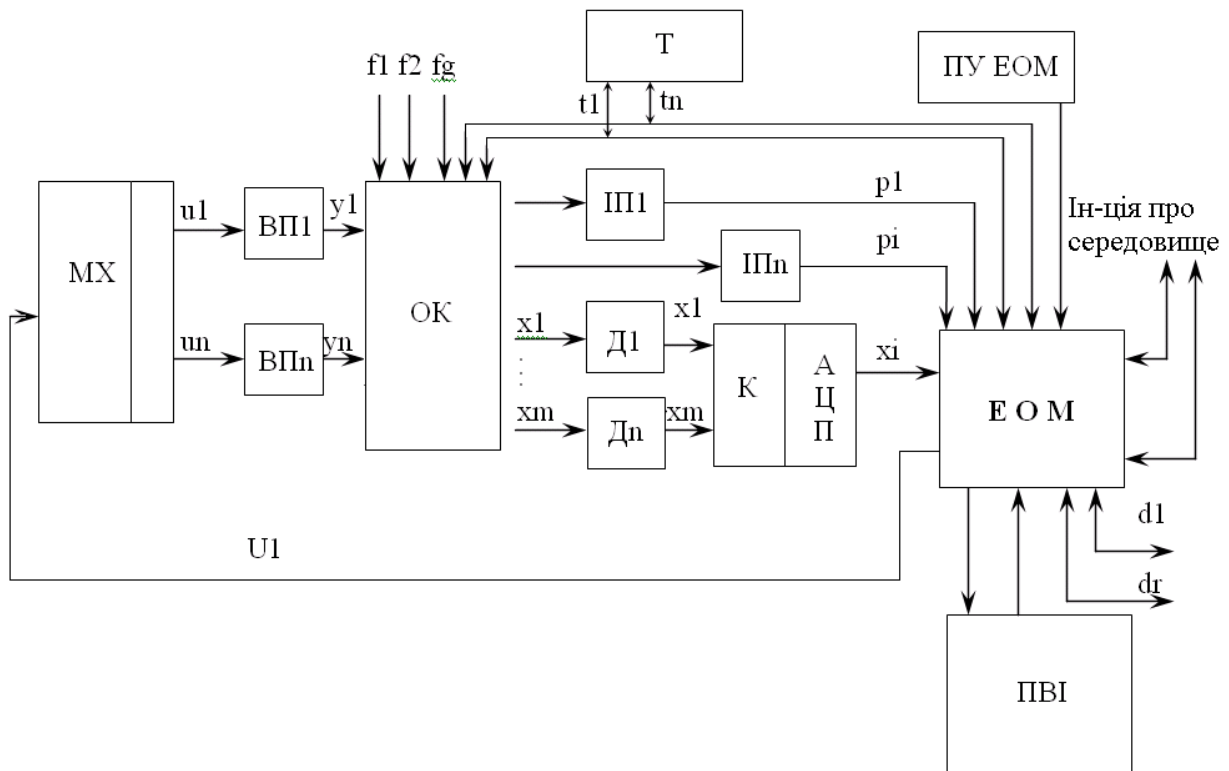 Т
ПУ ЕОМ
f1 f2 fg
t1
tn
МХ
u1
ВП1
y1
un
ВПn
yn
ОК
ІП1
p1
ІПn
pi
x1
Д1
x1
xm
Дn
xm
К
А
Ц
П
xi
Е О М
Ін-ція про
середовище
U1
d1
dr
ПВІ